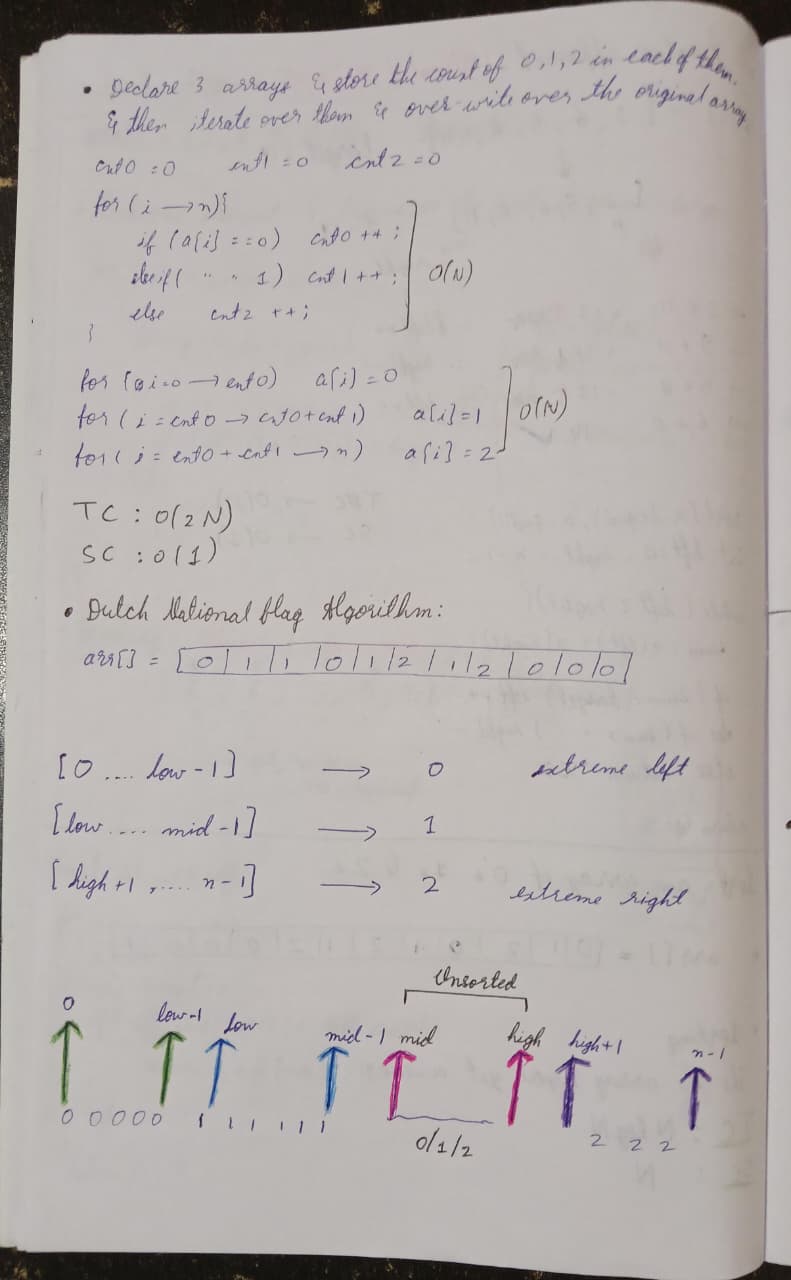 • Declare 3 arrays & store the count of 0,1,2 in each of them.
& then iterate over them & over write over the original array
cnt0 = 0 cnt1 = 0 cnt2 = 0
for (i → n){
if (a[i] == 0) cnt0 ++ ;
else if ( " " 1) cnt1 ++ ;
else cnt2 ++ ;
}
O(N)
for (i=0 → cnt0) a[i] = 0
for (i = cnt0 → cnt0+cnt1) a[i]=1
for (i = cnt0 + cnt1 → n) a[i] = 2
O(N)
TC : O(2N)
SC : O(1)
• Dutch National flag Algorithm:
arr[] = [0|1|1|0|1|2|1|2|0|0|0]
[0 .... low-1] → 0 extreme left
[low .... mid-1] → 1
[high+1 , .... n-1] → 2 extreme right
Unsorted
0 low-1 low mid-1 mid high high+1 n-1
0 0 0 0 0 1 1 1 1 1 1 0/1/2 2 2 2